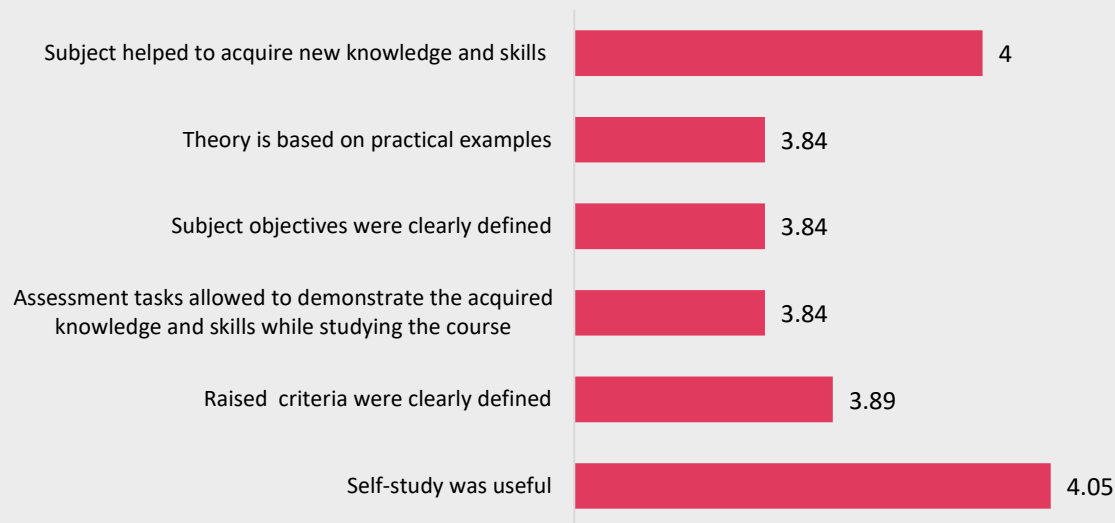 Subject helped to acquire new knowledge and skills 4
Theory is based on practical examples 3.84
Subject objectives were clearly defined 3.84
Assessment tasks allowed to demonstrate the acquired
knowledge and skills while studying the course 3.84
Raised  criteria were clearly defined 3.89
Self-study was useful 4.05